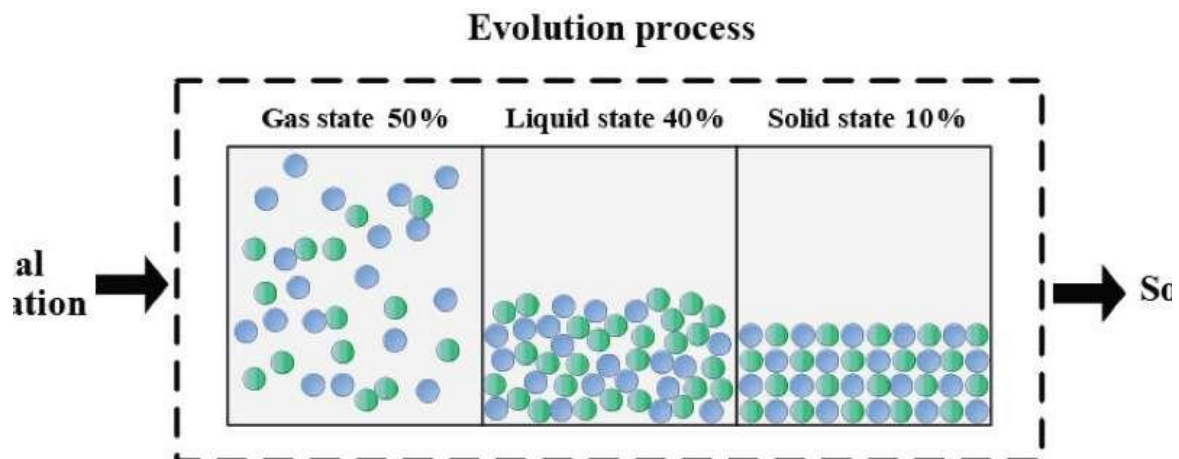 Evolution process
Gas state 50%
Liquid state 40%
Solid state 10%